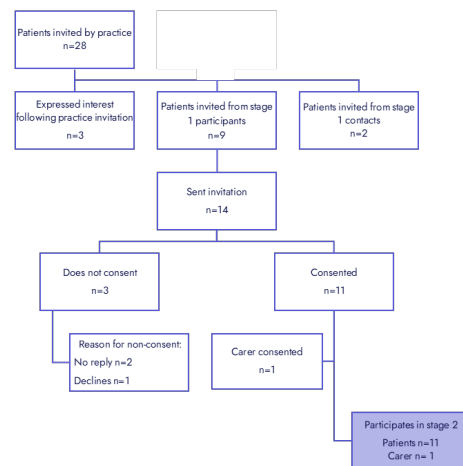 Patients invited by practice
n=28
Expressed interest
following practice invitation
n=3
Patients invited from stage
1 participants
n=9
Patients invited from stage
1 contacts
n=2
Sent invitation
n=14
Does not consent
n=3
Consented
n=11
Reason for non-consent:
No reply n=2
Declines n=1
Carer consented
n=1
Participates in stage 2
Patients n=11
Carer n= 1